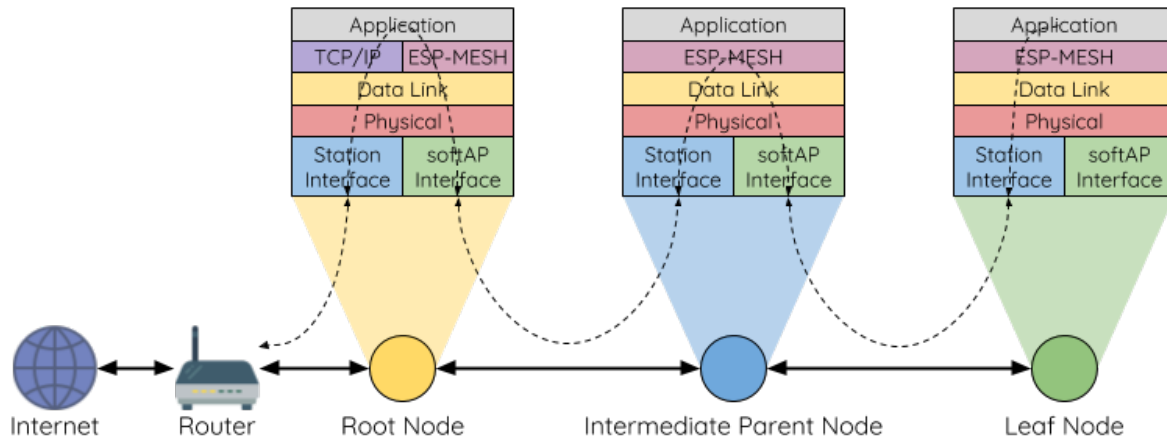 Application
TCP/IP ESP-MESH
Data Link
Physical
Station
Interface
softAP
Interface
Application
ESP-MESH
Data Link
Physical
Station
Interface
softAP
Interface
Application
ESP-MESH
Data Link
Physical
Station
Interface
softAP
Interface
Internet
Router
Root Node
Intermediate Parent Node
Leaf Node